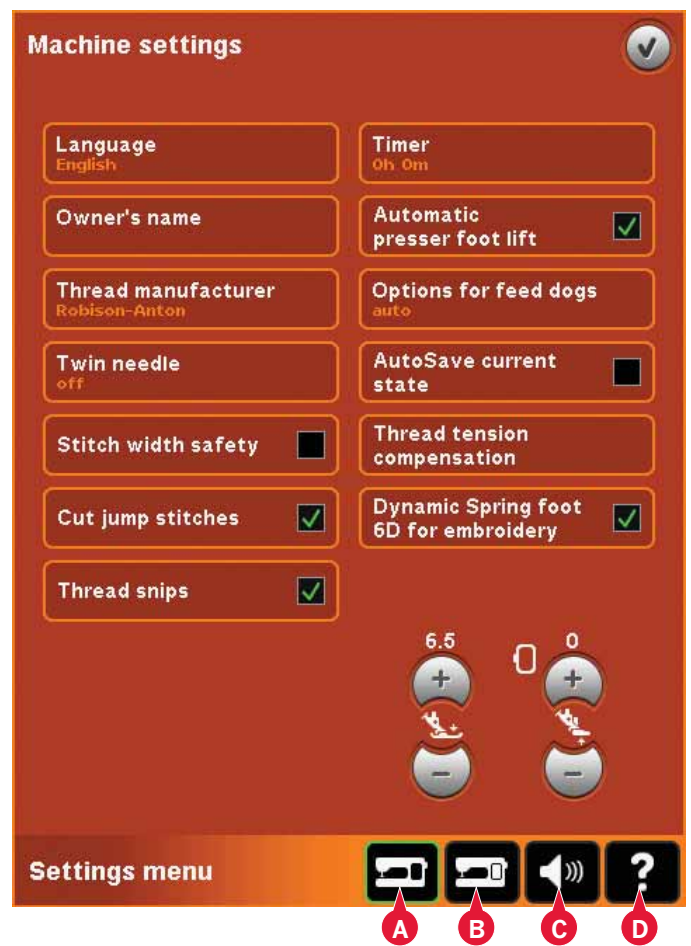 Machine settings
Language
English
Timer
0h 0m
Owner's name
Automatic
presser foot lift
Thread manufacturer
Robison-Anton
Options for feed dogs
auto
Twin needle
off
AutoSave current
state
Stitch width safety
Thread tension
compensation
Cut jump stitches
Dynamic Spring foot
6D for embroidery
Thread snips
6.5
0
+
+
-
-
Settings menu
?
A
B
C
D